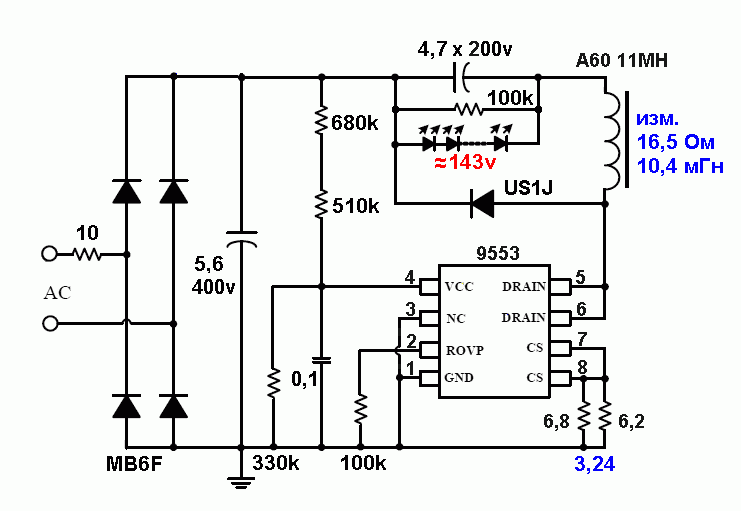 4,7 x 200v
A60 11MH
100k
680k
изм.
16,5 Ом
10,4 мГн
≈143v
US1J
510k
10
5,6
400v
AC
9553
4
VCC
DRAIN
5
3
NC
DRAIN
6
2
ROVP
CS
7
1
GND
CS
8
0,1
6,8
6,2
MB6F
330k
100k
3,24